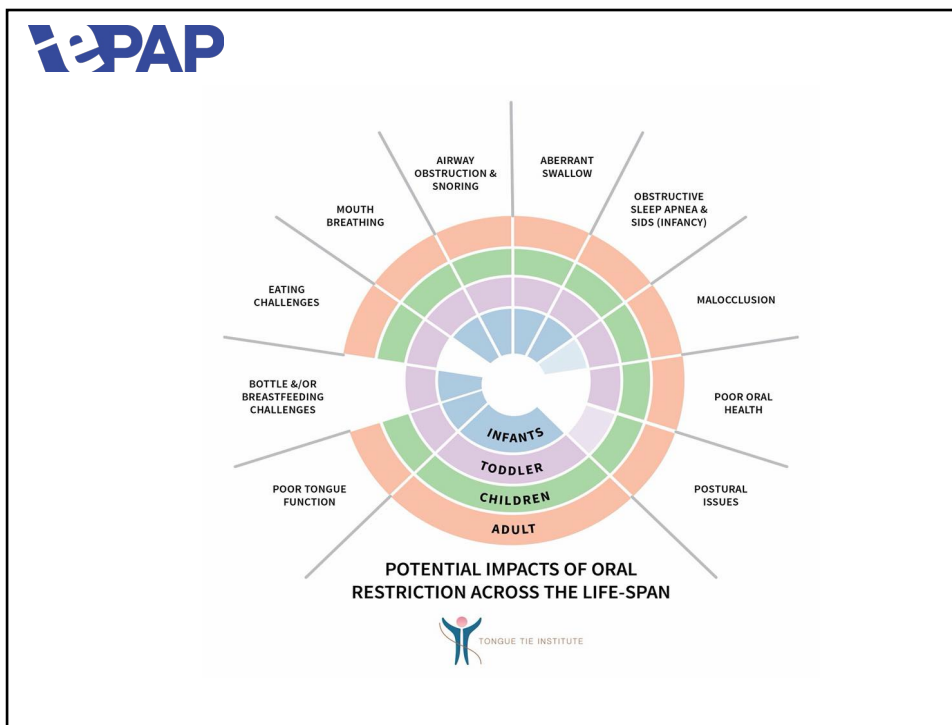 iePAP
AIRWAY
OBSTRUCTION &
SNORING
ABERRANT
SWALLOW
MOUTH
BREATHING
OBSTRUCTIVE
SLEEP APNEA &
SIDS (INFANCY)
EATING
CHALLENGES
MALOCCLUSION
BOTTLE &/OR
BREASTFEEDING
CHALLENGES
POOR ORAL
HEALTH
POOR TONGUE
FUNCTION
POSTURAL
ISSUES
INFANTS
TODDLER
CHILDREN
ADULT
POTENTIAL IMPACTS OF ORAL
RESTRICTION ACROSS THE LIFE-SPAN
TONGUE TIE INSTITUTE